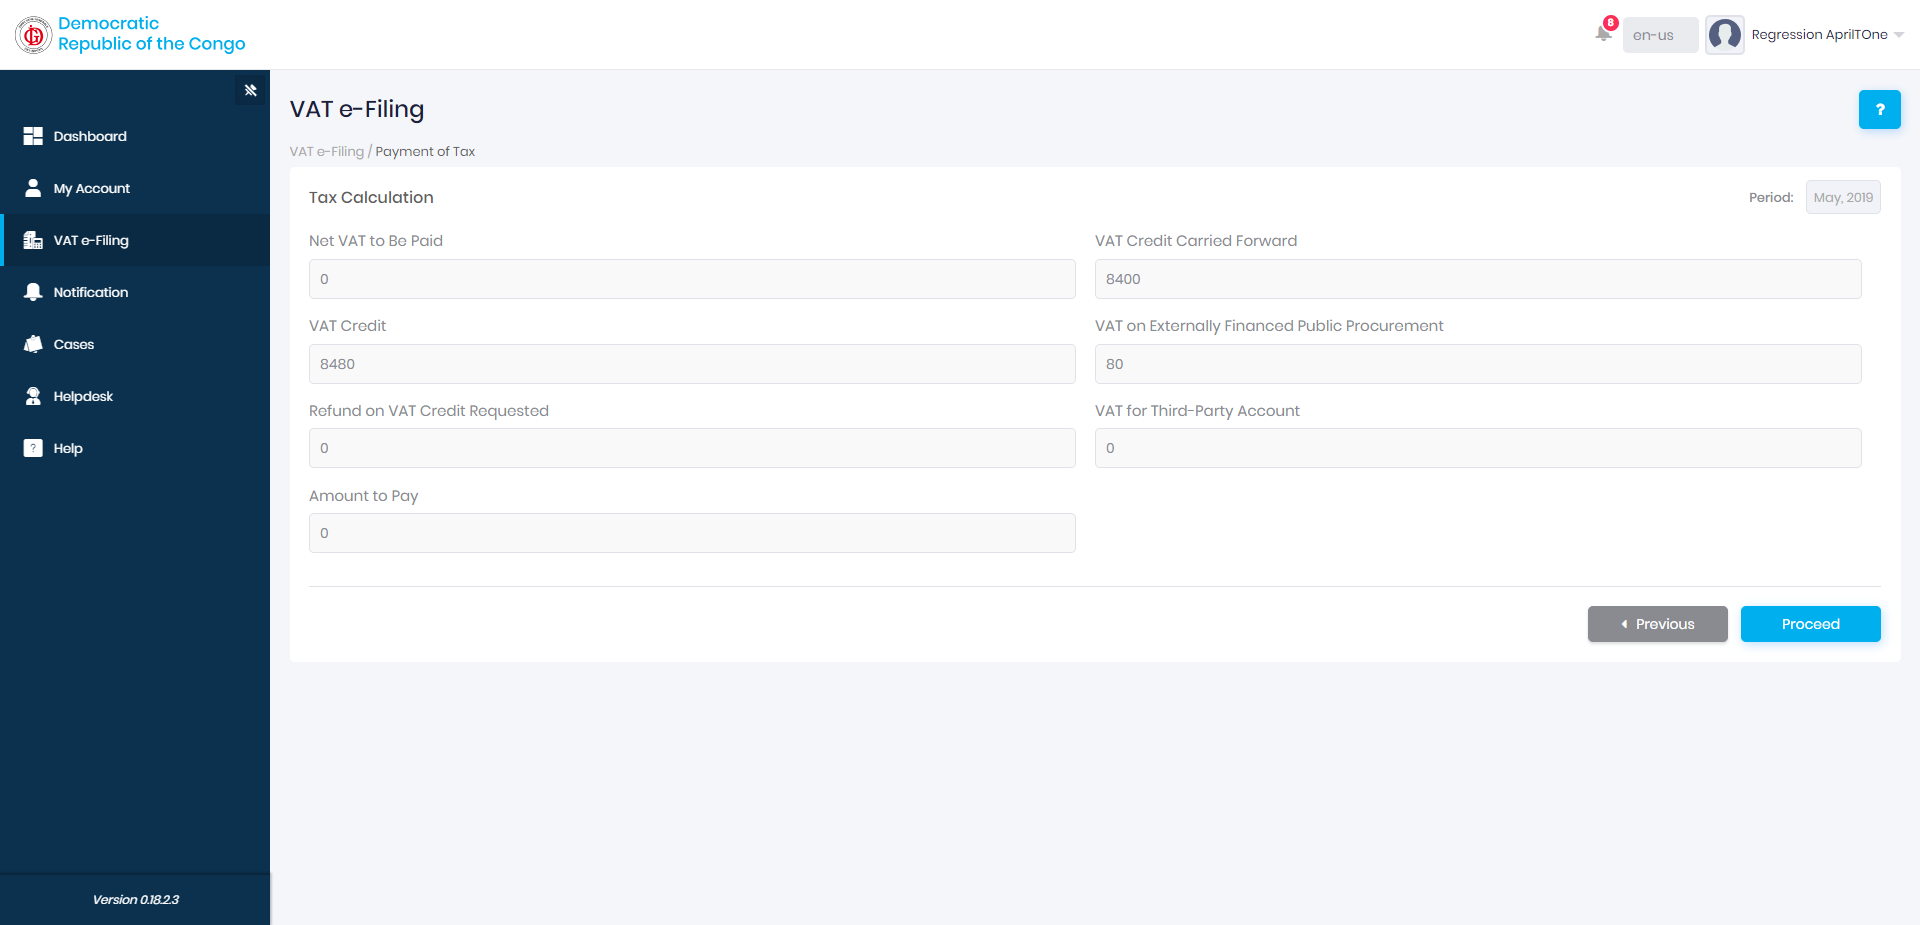 Democratic
Republic of the Congo
8
en-us
Regression AprilTOne
Dashboard
My Account
VAT e-Filing
Notification
Cases
Helpdesk
? Help
Version 0.18.2.3
VAT e-Filing
?
VAT e-Filing / Payment of Tax
Tax Calculation
Period: May, 2019
Net VAT to Be Paid
0
VAT Credit Carried Forward
8400
VAT Credit
8480
VAT on Externally Financed Public Procurement
80
Refund on VAT Credit Requested
0
VAT for Third-Party Account
0
Amount to Pay
0
Previous
Proceed